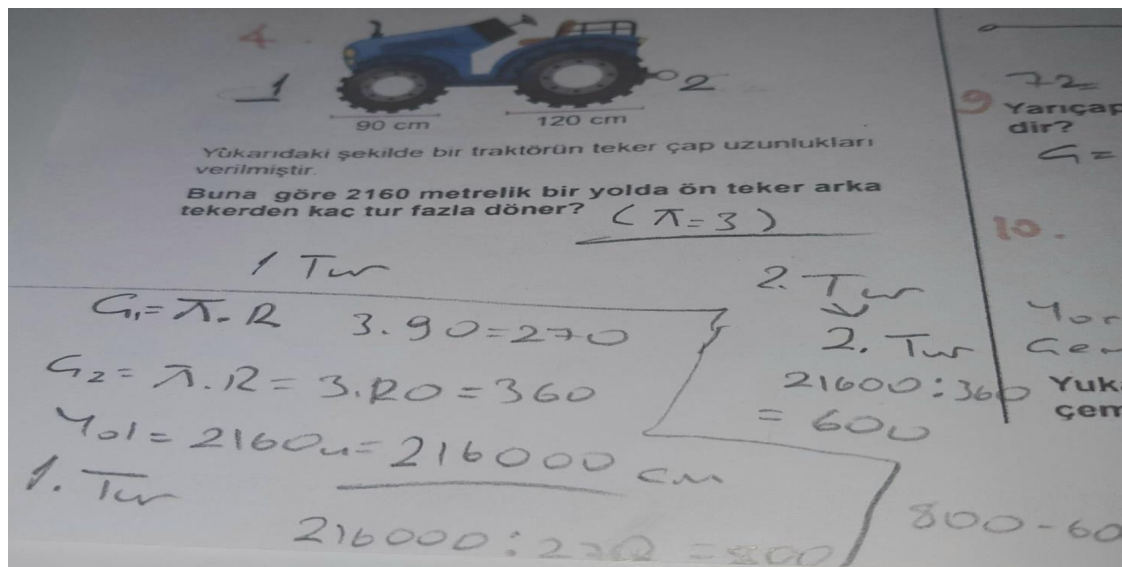 4.
1
2
90 cm
120 cm
Yukarıdaki şekilde bir traktörün teker çap uzunlukları
verilmiştir.
Buna göre 2160 metrelik bir yolda ön teker arka
tekerden kaç tur fazla döner? (π=3)
1 Tur
Ç₁=π.R 3.90=270
Ç₂=π.R=3.120=360
Yol=2160m=216000 cm
1. Tur
216000:270=800
2. Tur
2. Tur
21600:360
=600
800-60
72
9
Yarıçap
dir?
Ç=
10.
Yuk
çem